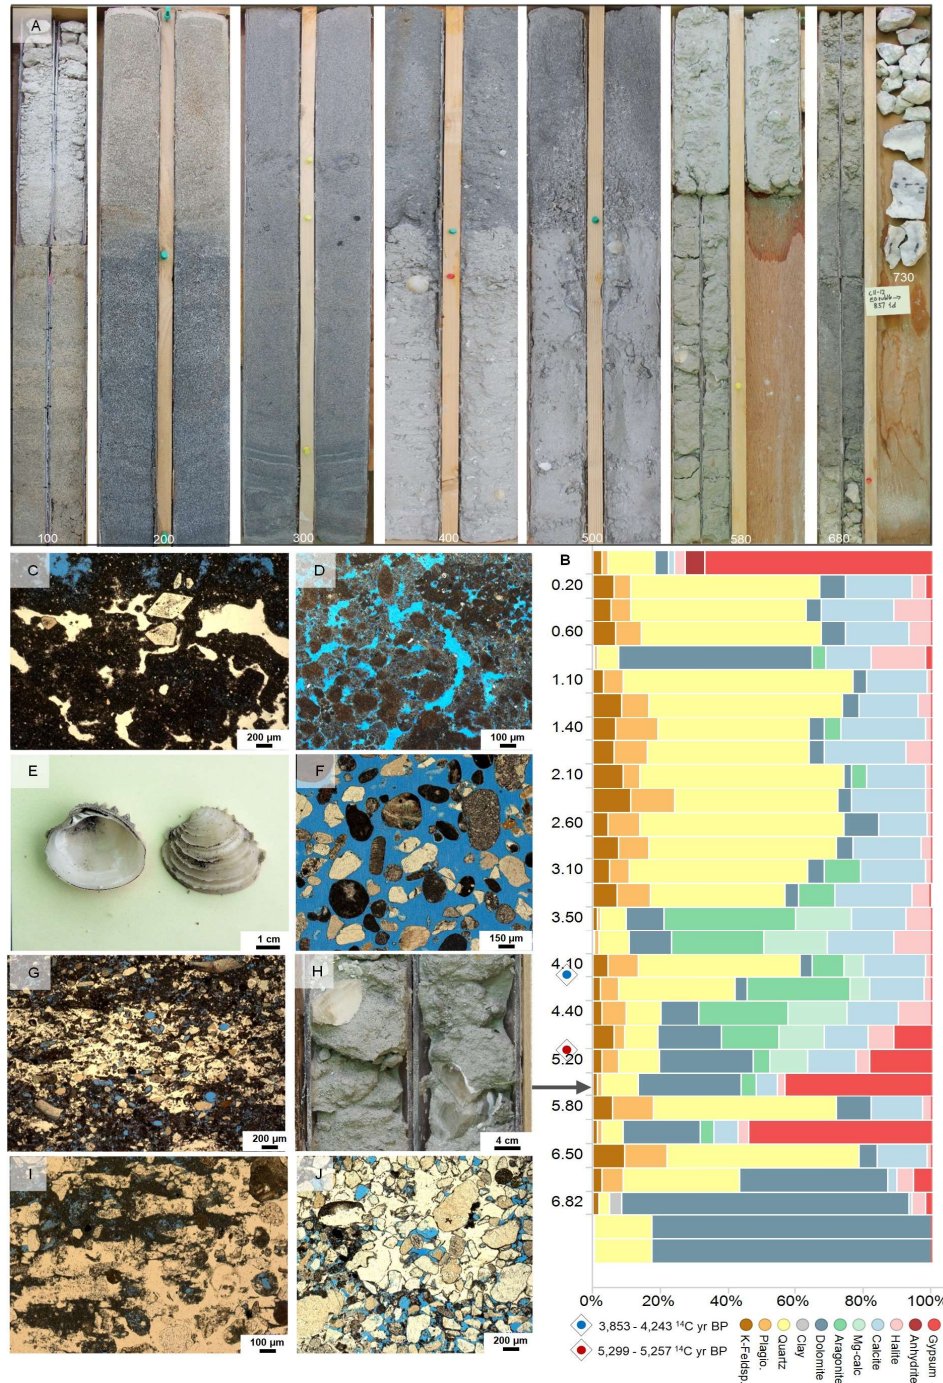 A
100
200
300
400
500
580
680
730
C
200 µm
D
100 µm
E
1 cm
F
150 µm
G
200 µm
H
4 cm
I
100 µm
J
200 µm
B
0.20
0.60
1.10
1.40
2.10
2.60
3.10
3.50
4.10
4.40
5.20
5.80
6.50
6.82
0% 20% 40% 60% 80% 100%
3,853 - 4,243 ¹⁴C yr BP
5,299 - 5,257 ¹⁴C yr BP
K-Feldsp.
Plagio.
Quartz
Clay
Dolomite
Aragonite
Mg-calc
Calcite
Halite
Anhydrite
Gypsum